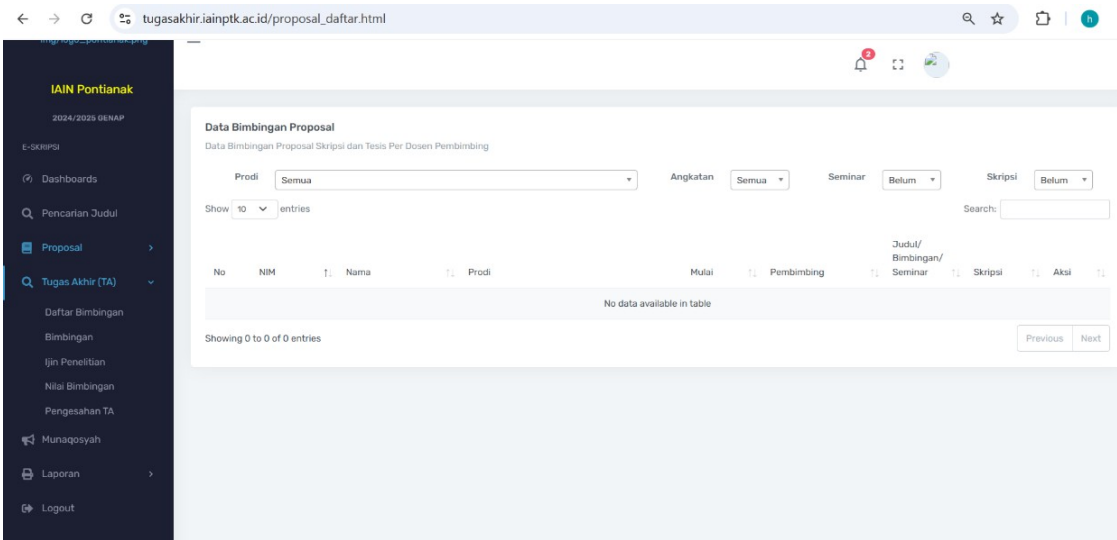 tugasakhir.iainptk.ac.id/proposal_daftar.html
h
img/logo_pontianak.png
IAIN Pontianak
2024/2025 GENAP
E-SKRIPSI
Dashboards
Pencarian Judul
Proposal
Tugas Akhir (TA)
Daftar Bimbingan
Bimbingan
Ijin Penelitian
Nilai Bimbingan
Pengesahan TA
Munaqosyah
Laporan
Logout
2
Data Bimbingan Proposal
Data Bimbingan Proposal Skripsi dan Tesis Per Dosen Pembimbing
Prodi Semua Angkatan Semua Seminar Belum Skripsi Belum
Show 10 entries Search:
No NIM Nama Prodi Mulai Pembimbing Judul/
Bimbingan/
Seminar Skripsi Aksi
No data available in table
Showing 0 to 0 of 0 entries Previous Next